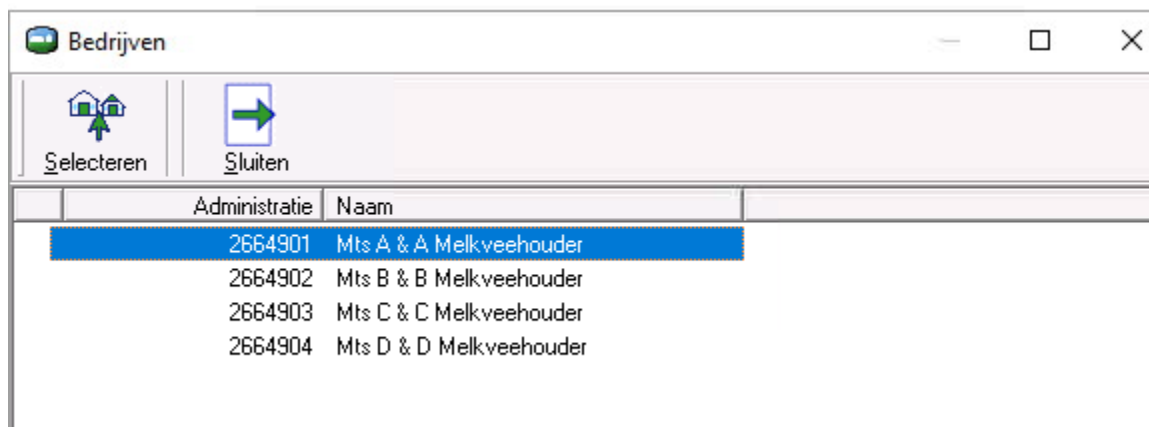 Bedrijven
Selecteren Sluiten
Administratie Naam
2664901 Mts A & A Melkveehouder
2664902 Mts B & B Melkveehouder
2664903 Mts C & C Melkveehouder
2664904 Mts D & D Melkveehouder